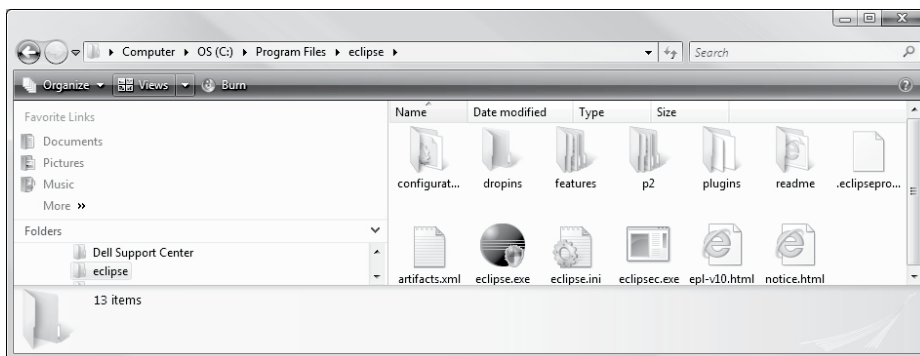 Computer OS (C:) Program Files eclipse Search
Organize Views Burn
Favorite Links
Documents
Pictures
Music
More »
Folders
Dell Support Center
eclipse
Name Date modified Type Size
configurat... dropins features p2 plugins readme .eclipsepro...
artifacts.xml eclipse.exe eclipse.ini eclipsec.exe epl-v10.html notice.html
13 items